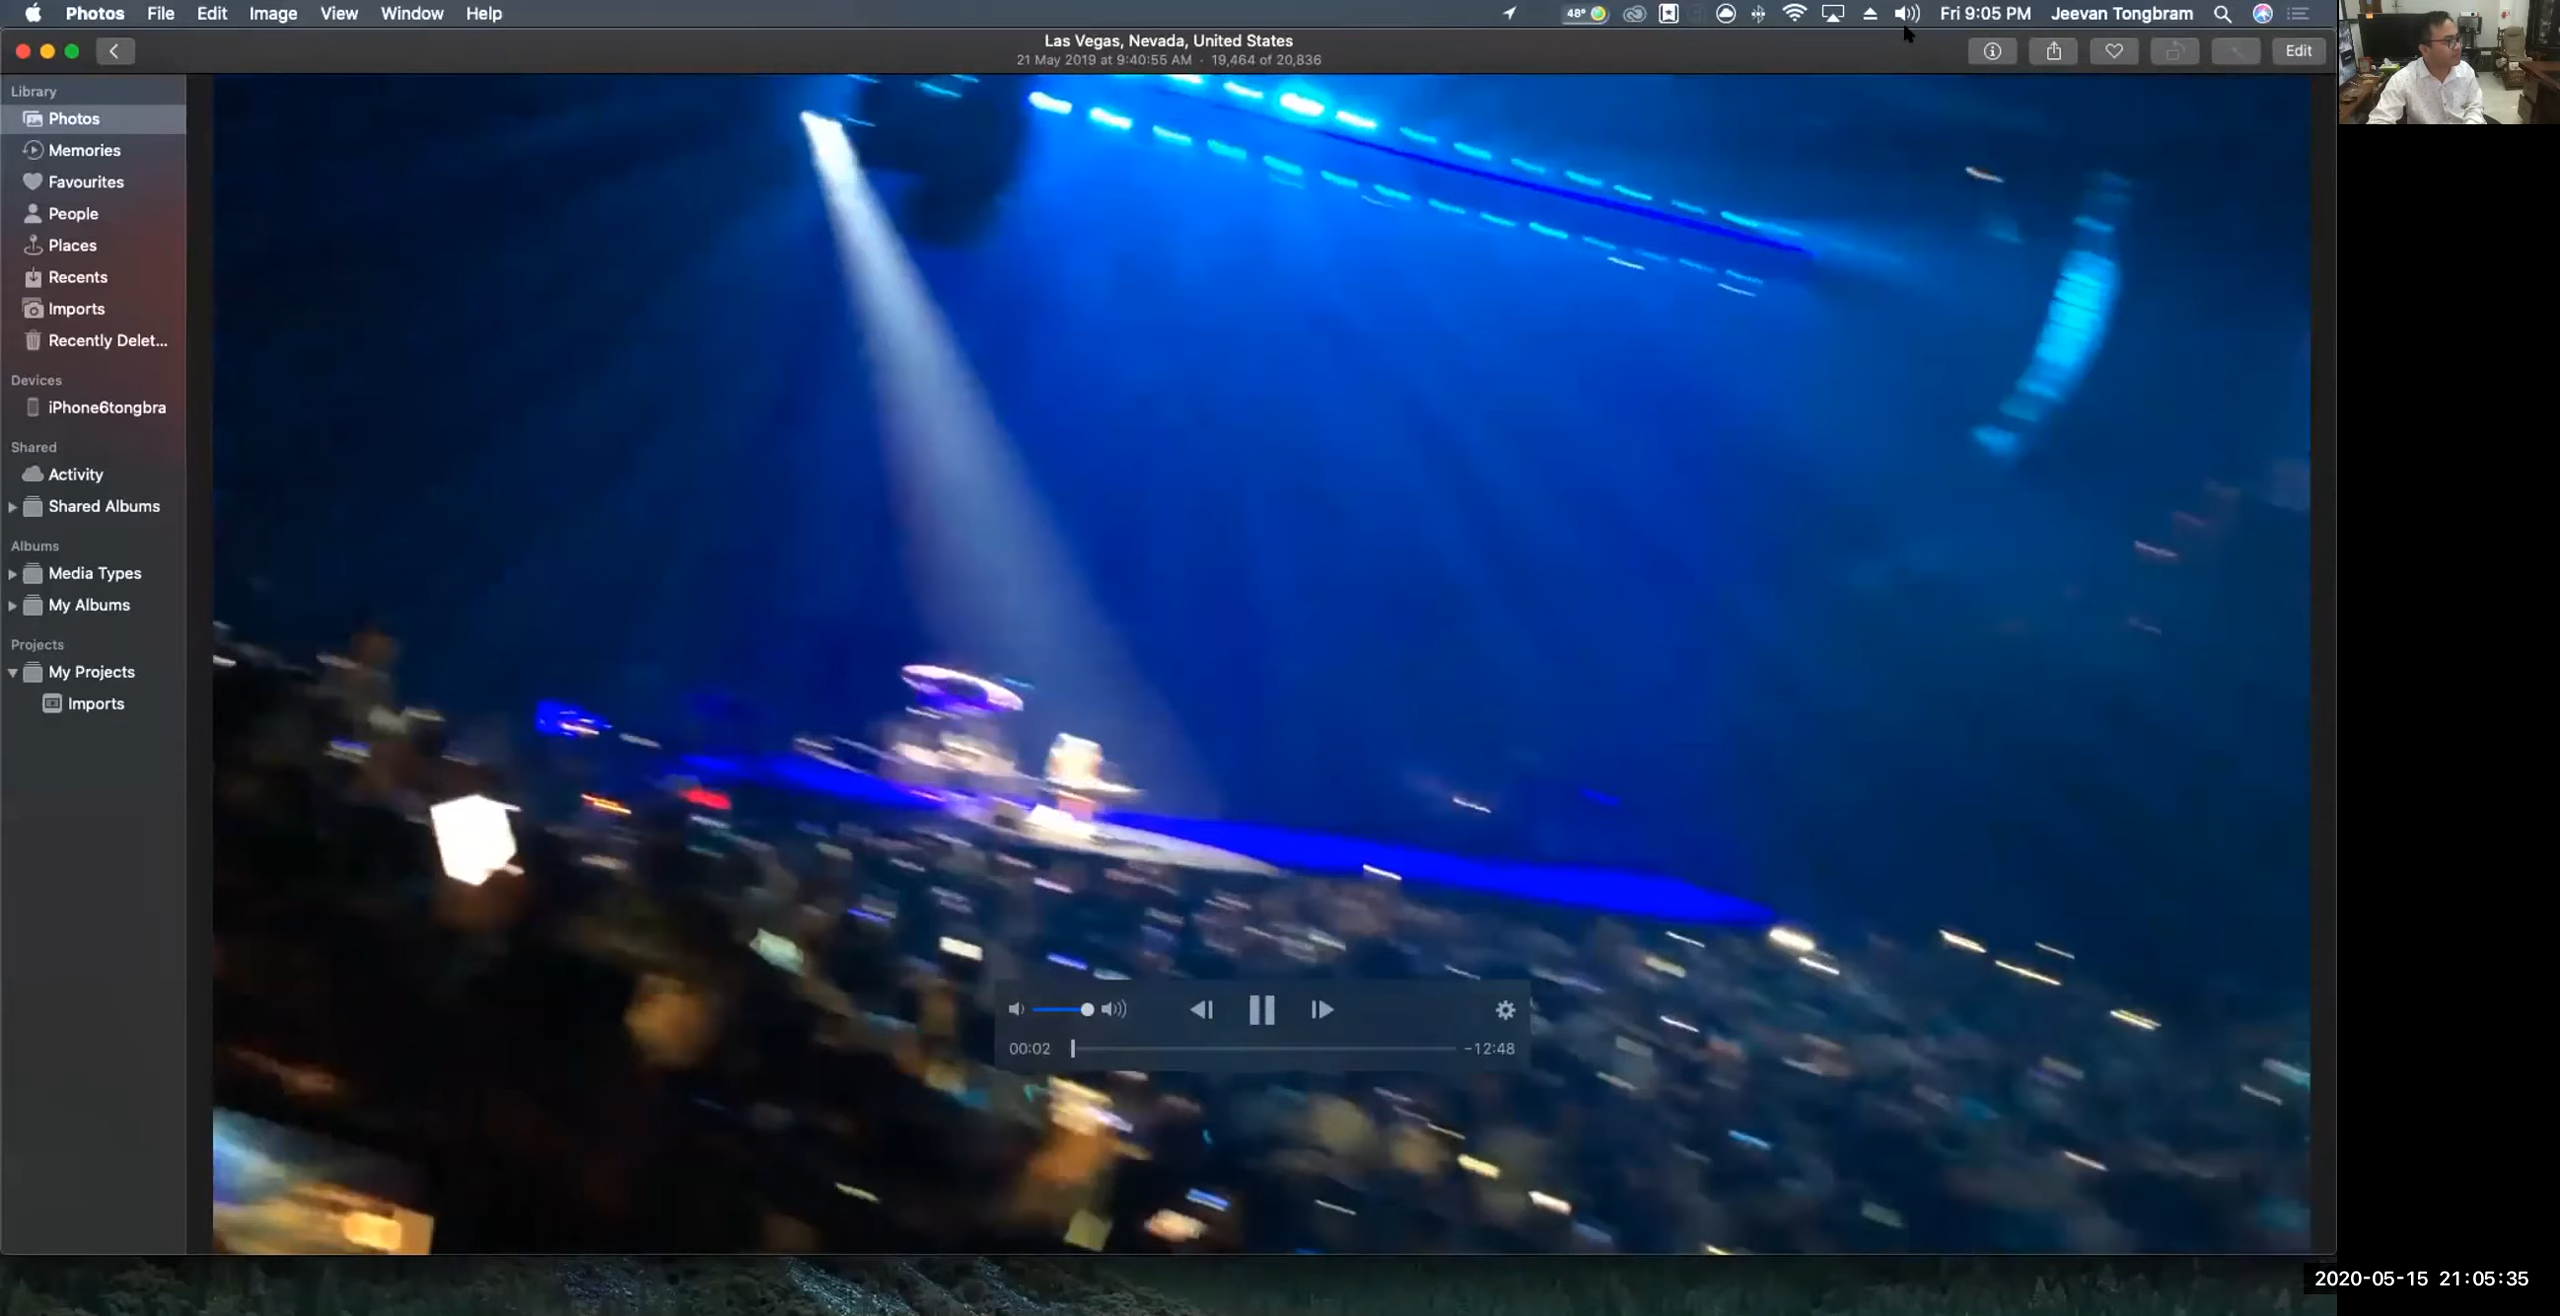 Photos File Edit Image View Window Help 48° Fri 9:05 PM Jeevan Tongbram
Las Vegas, Nevada, United States
21 May 2019 at 9:40:55 AM · 19,464 of 20,836
Edit
Library
Photos
Memories
Favourites
People
Places
Recents
Imports
Recently Delet...
Devices
iPhone6tongbra
Shared
Activity
Shared Albums
Albums
Media Types
My Albums
Projects
My Projects
Imports
00:02 -12:48
2020-05-15 21:05:35